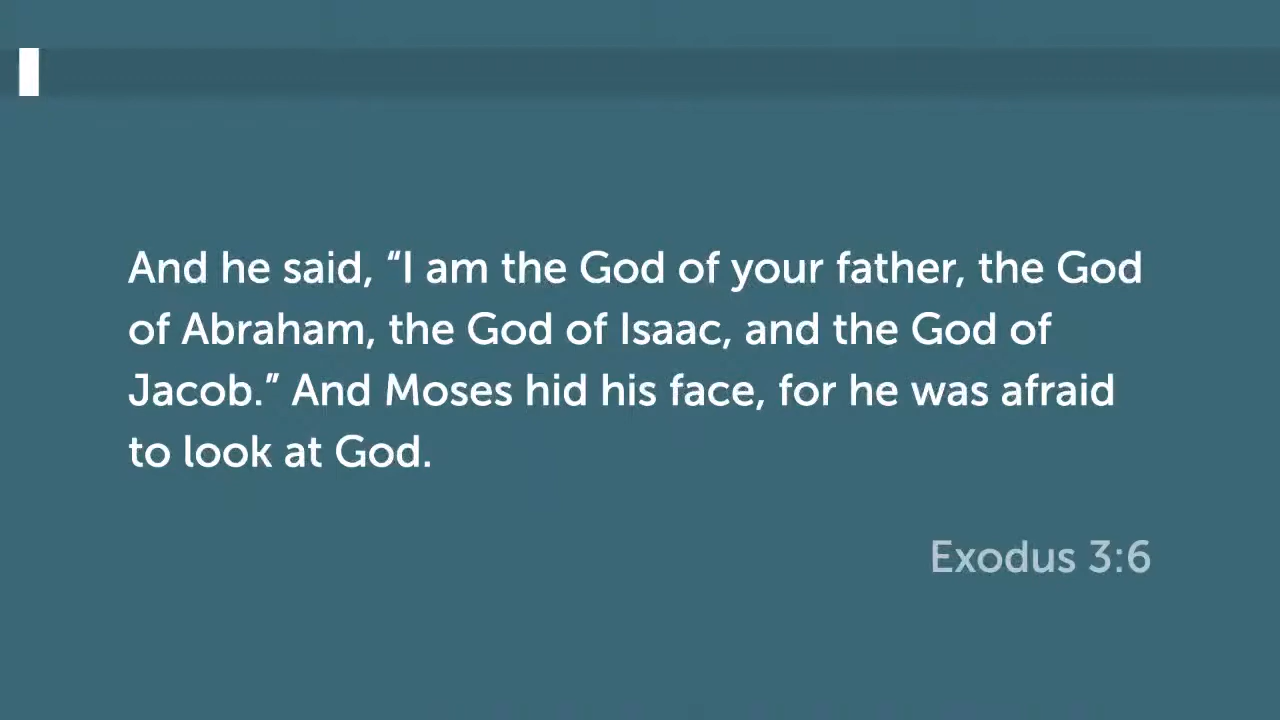 And he said, “I am the God of your father, the God
of Abraham, the God of Isaac, and the God of
Jacob.” And Moses hid his face, for he was afraid
to look at God.
Exodus 3:6